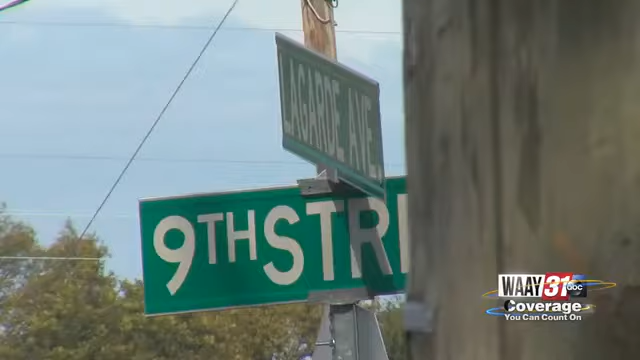 LAGARDE AVE.
9TH STR
WAAY 31 abc
Coverage
You Can Count On